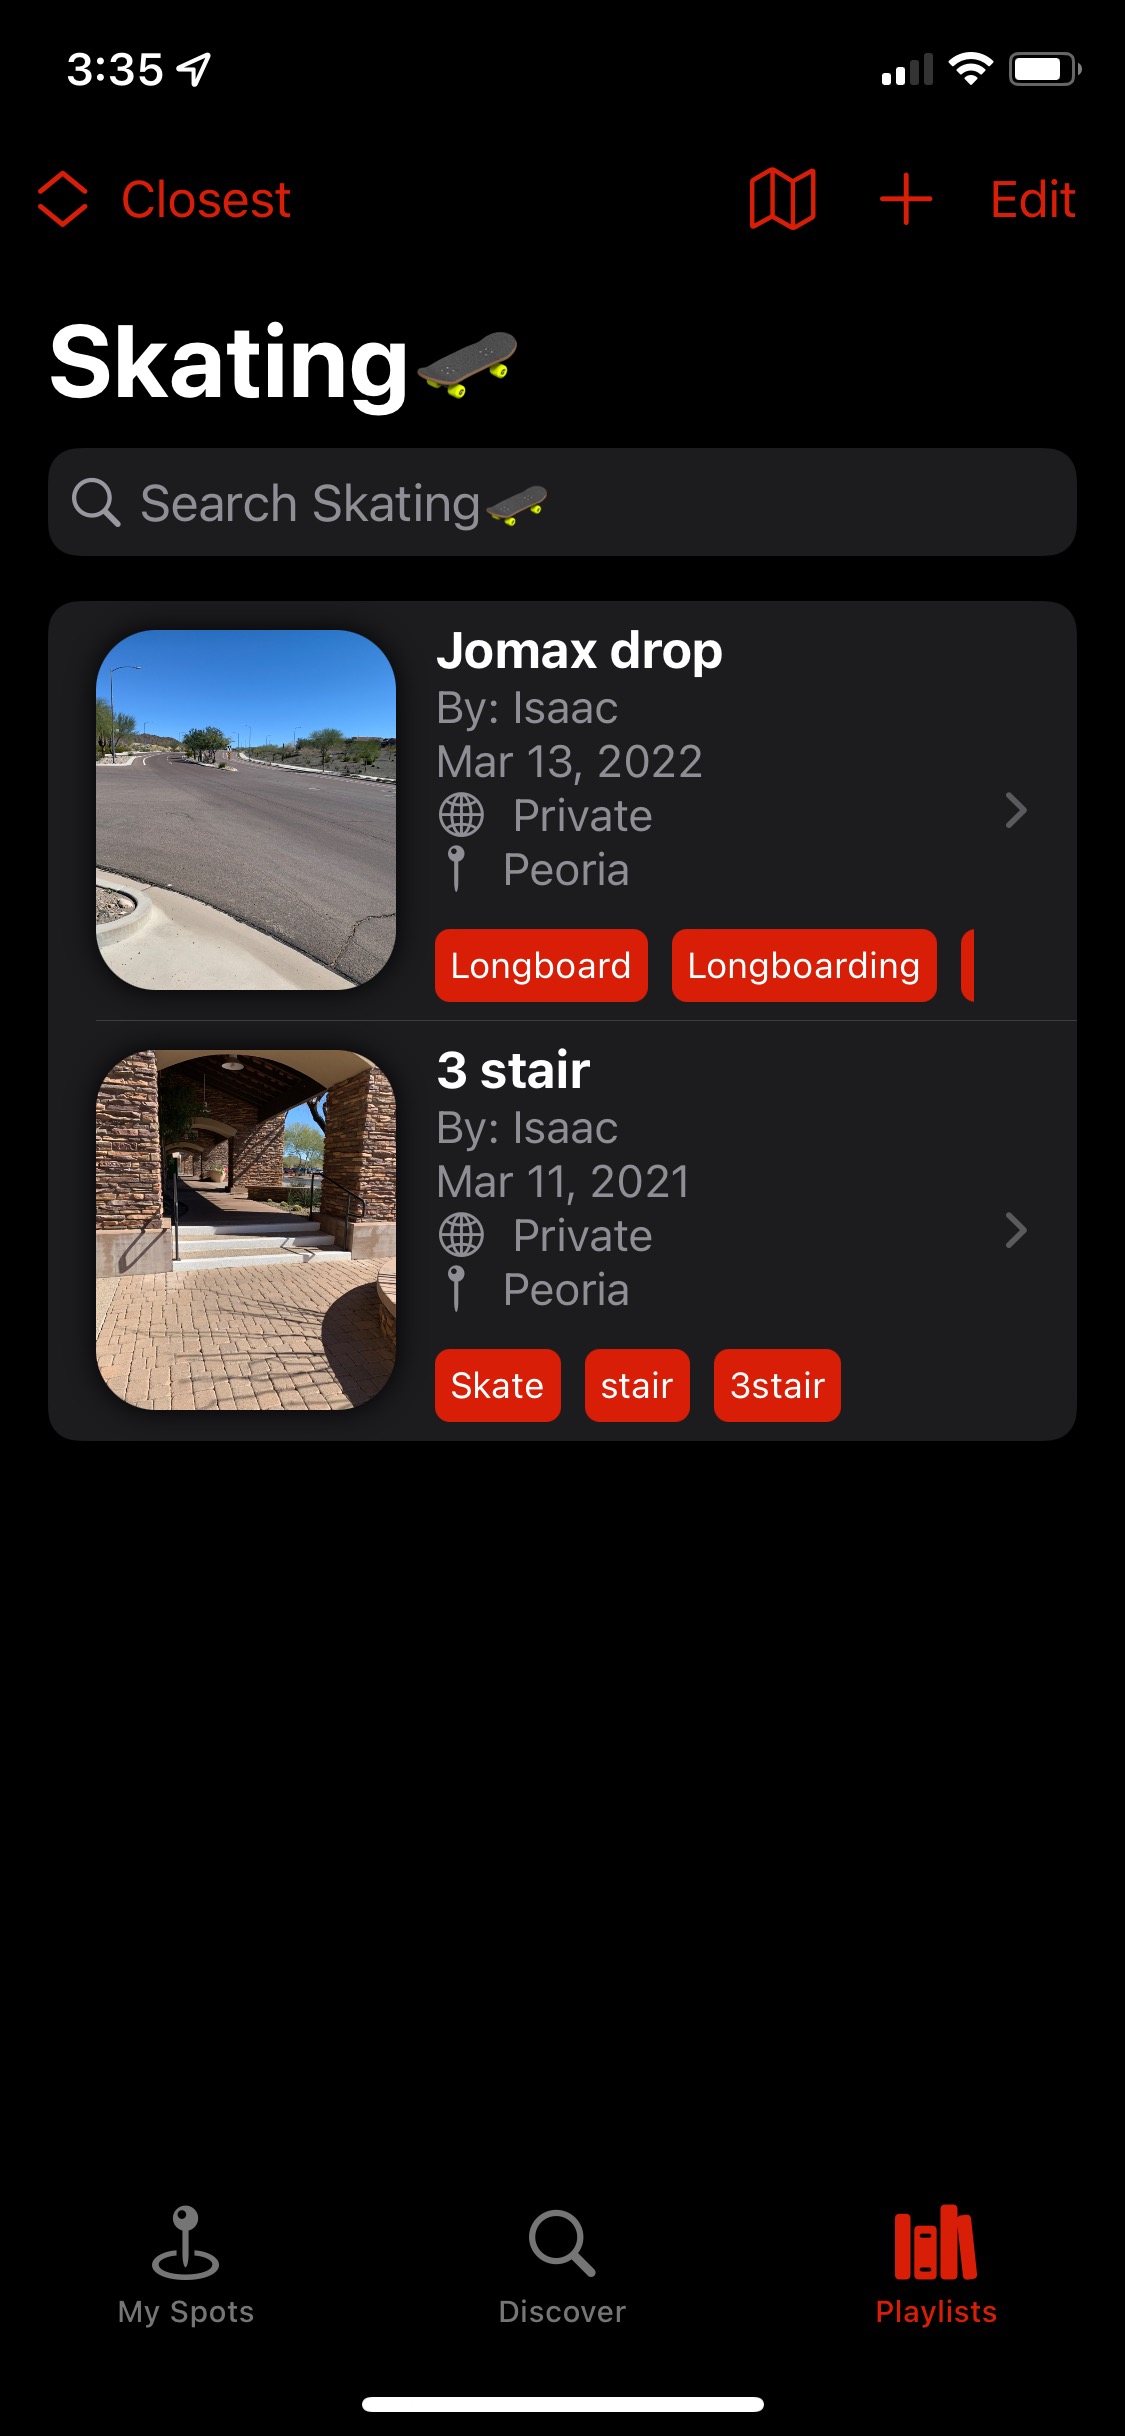 3:35
Closest
Edit
Skating🛹
Search Skating🛹
Jomax drop
By: Isaac
Mar 13, 2022
Private
Peoria
Longboard Longboarding
3 stair
By: Isaac
Mar 11, 2021
Private
Peoria
Skate stair 3stair
My Spots Discover Playlists